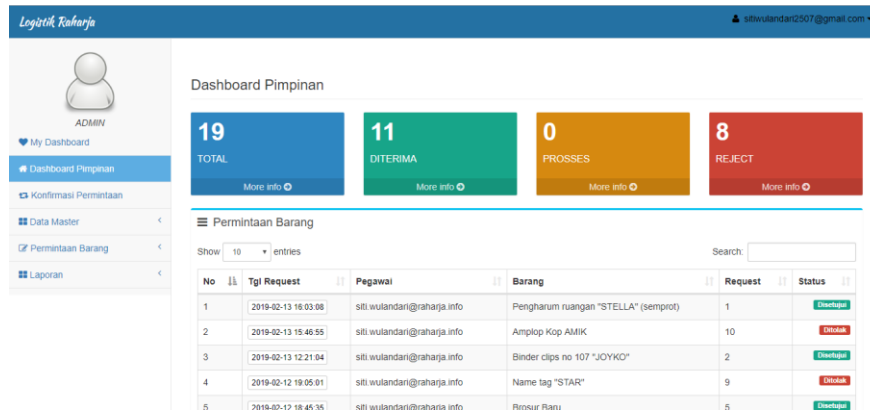 Logistik Raharja
sitiwulandari2507@gmail.com
ADMIN
My Dashboard
Dashboard Pimpinan
Konfirmasi Permintaan
Data Master
Permintaan Barang
Laporan
Dashboard Pimpinan
19
TOTAL
More info
11
DITERIMA
More info
0
PROSSES
More info
8
REJECT
More info
Permintaan Barang
Show 10 entries Search:
No Tgl Request Pegawai Barang Request Status
1 2019-02-13 16:03:08 siti.wulandari@raharja.info Pengharum ruangan "STELLA" (semprot) 1 Disetujui
2 2019-02-13 15:46:55 siti.wulandari@raharja.info Amplop Kop AMIK 10 Ditolak
3 2019-02-13 12:21:04 siti.wulandari@raharja.info Binder clips no 107 "JOYKO" 2 Disetujui
4 2019-02-12 19:05:01 siti.wulandari@raharja.info Name tag "STAR" 9 Ditolak
5 2019-02-12 18:45:35 siti.wulandari@raharja.info Brosur Baru 5 Disetujui